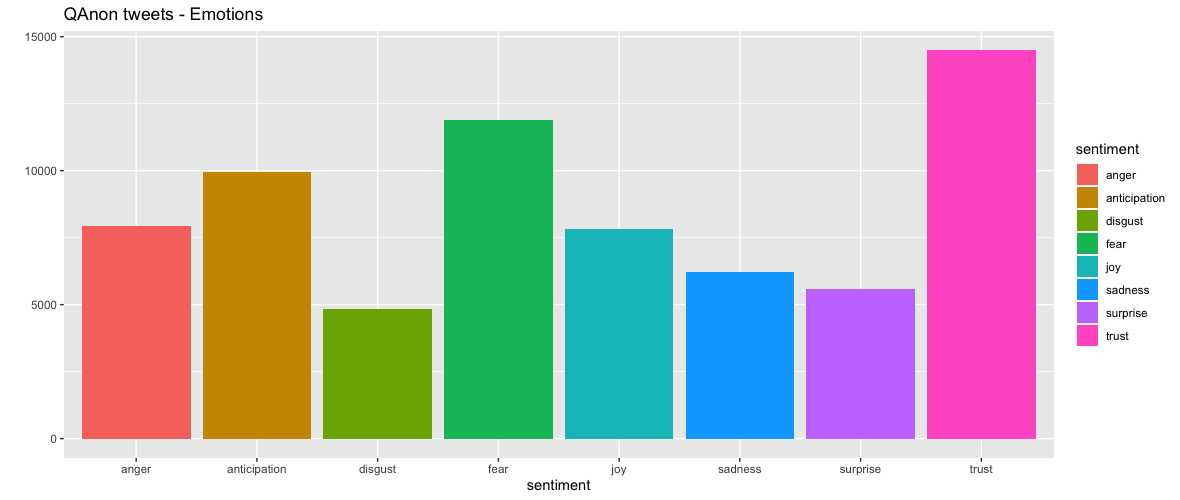 QAnon tweets - Emotions
15000
10000
5000
0
anger anticipation disgust fear joy sadness surprise trust
sentiment
sentiment
anger
anticipation
disgust
fear
joy
sadness
surprise
trust